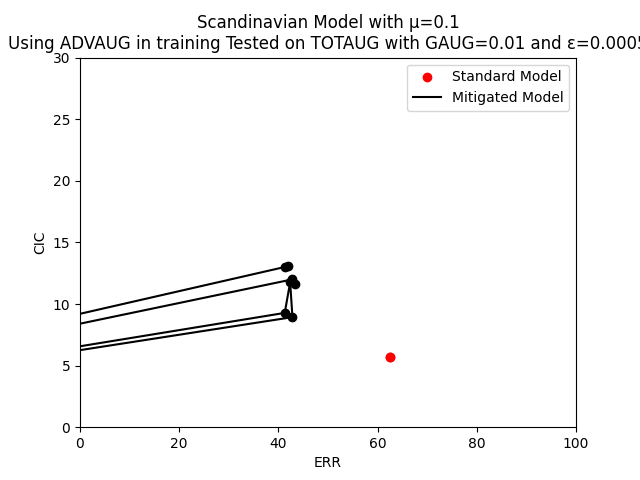 Scandinavian Model with μ=0.1
Using ADVAUG in training Tested on TOTAUG with GAUG=0.01 and ε=0.0005
30
25
20
15
10
5
0
CIC
Standard Model
Mitigated Model
0 20 40 60 80 100
ERR